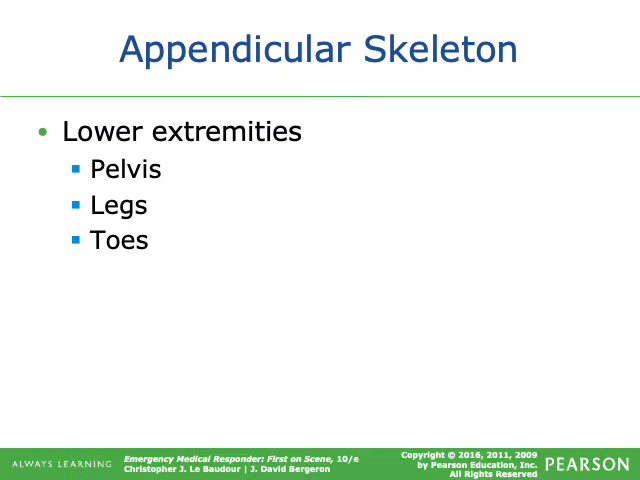 Appendicular Skeleton
• Lower extremities
▪ Pelvis
▪ Legs
▪ Toes
ALWAYS LEARNING
Emergency Medical Responder: First on Scene, 10/e
Christopher J. Le Baudour | J. David Bergeron
Copyright © 2016, 2011, 2009
by Pearson Education, Inc.
All Rights Reserved
PEARSON